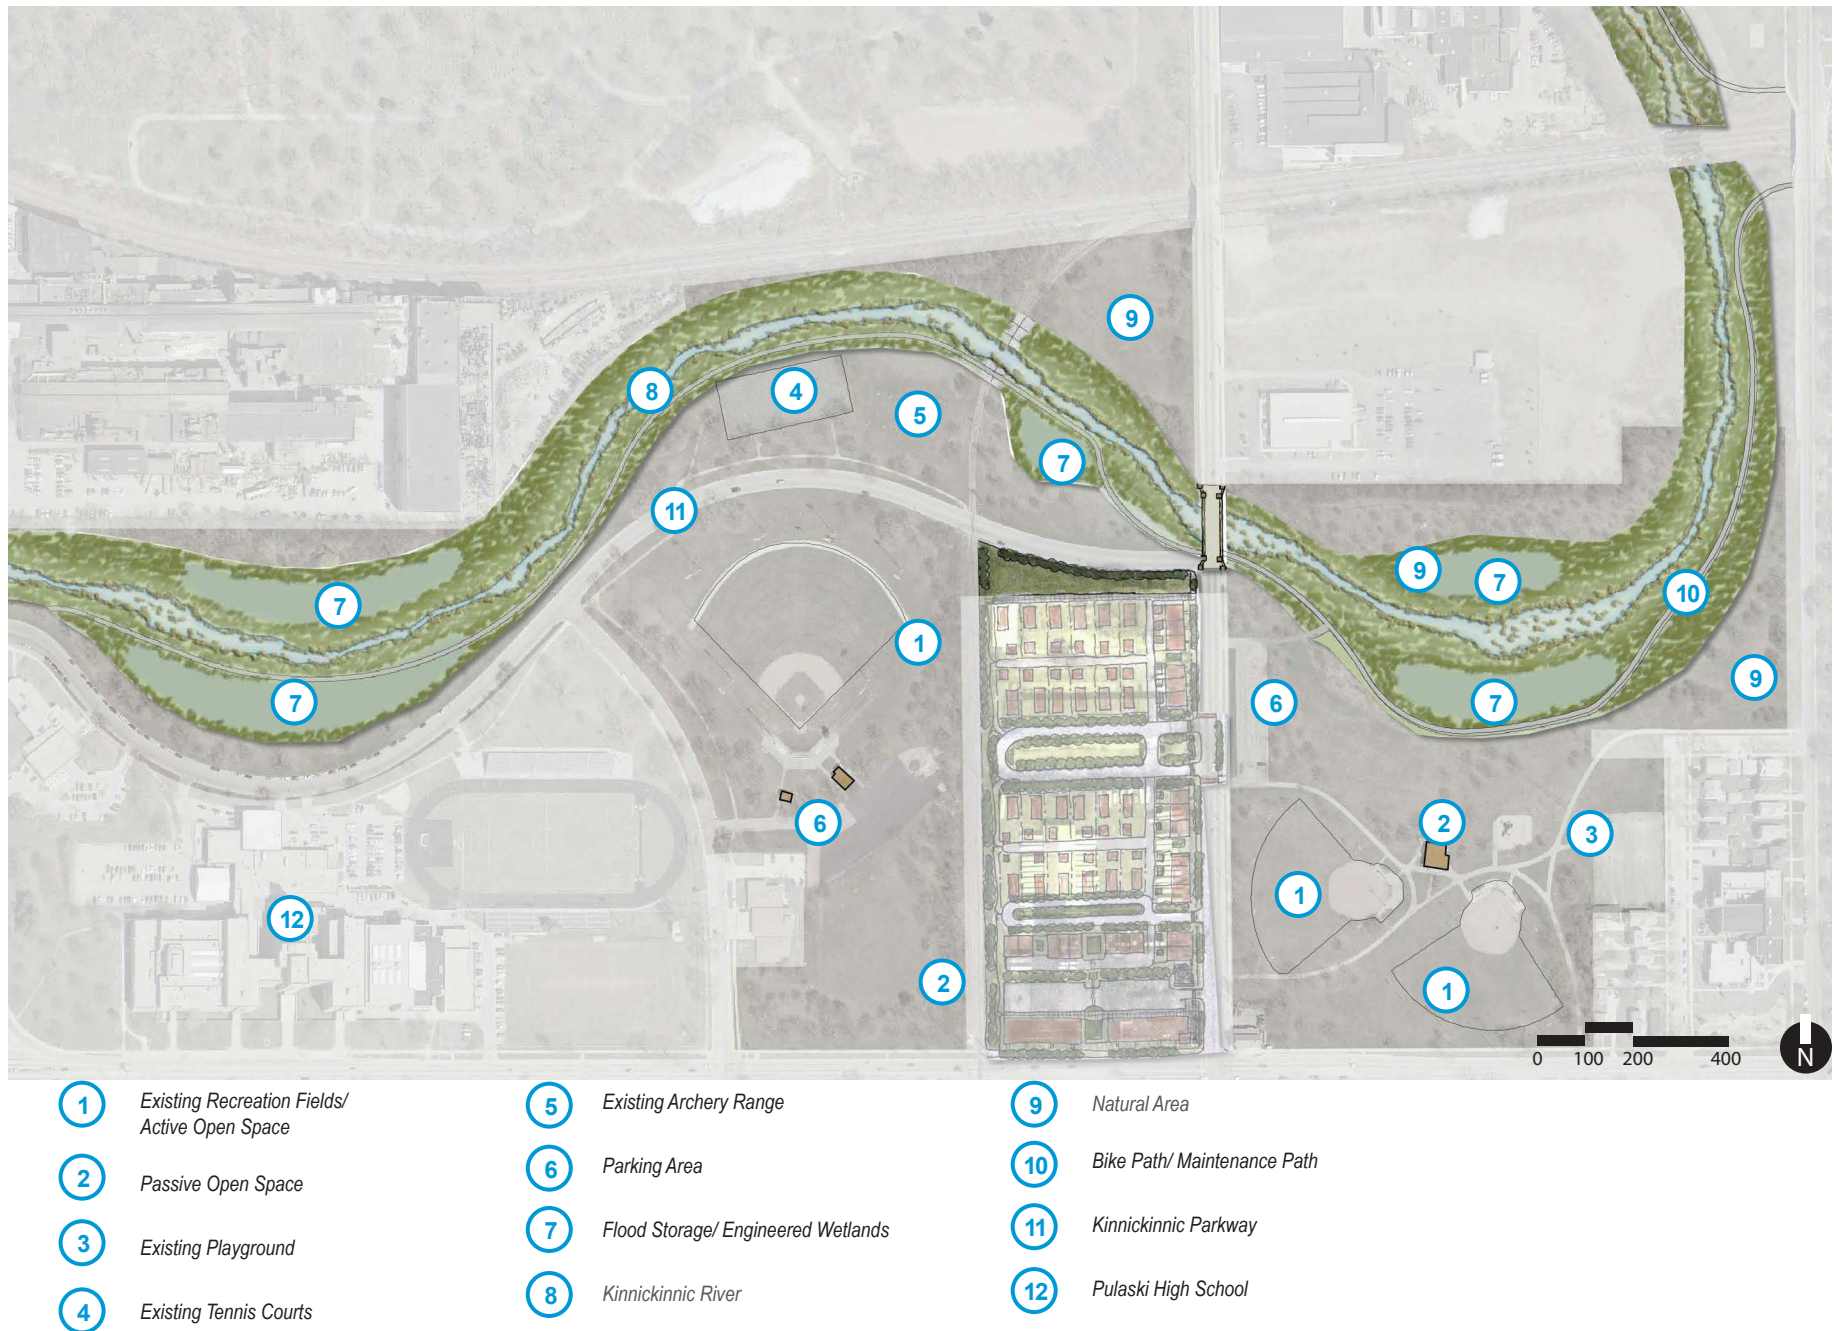 9
8
4
5
7
11
9
7
10
7
1
9
7
6
7
6
2
3
1
12
2
1
0
100
200
400
N
1
Existing Recreation Fields/
Active Open Space
2
Passive Open Space
3
Existing Playground
4
Existing Tennis Courts
5
Existing Archery Range
6
Parking Area
7
Flood Storage/ Engineered Wetlands
8
Kinnickinnic River
9
Natural Area
10
Bike Path/ Maintenance Path
11
Kinnickinnic Parkway
12
Pulaski High School